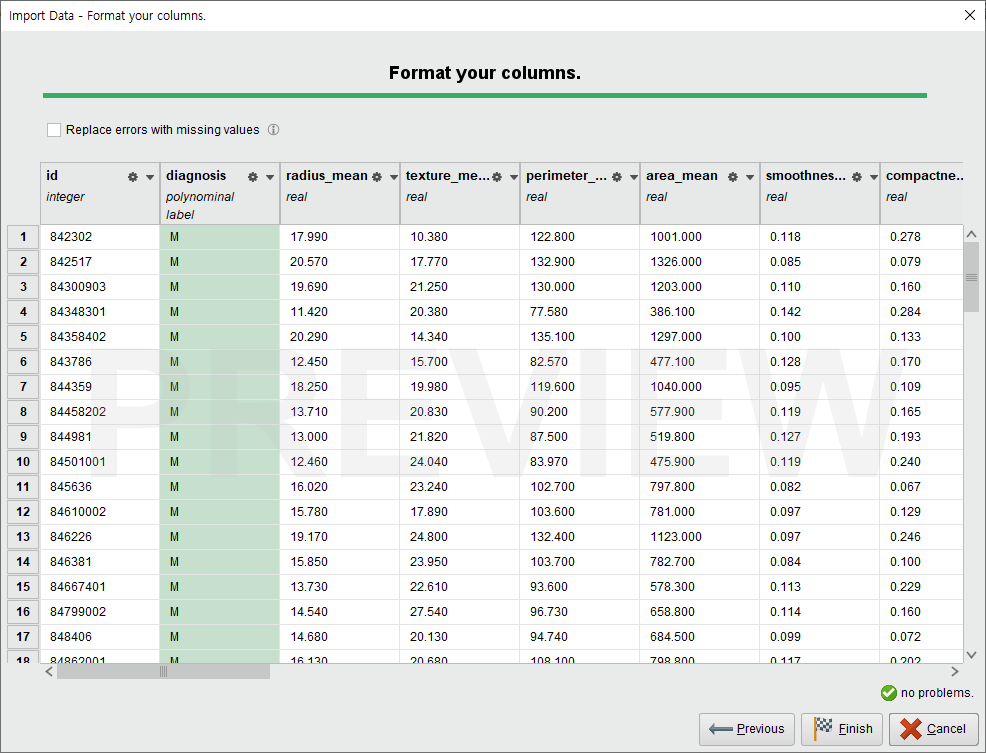 Import Data - Format your columns.
Format your columns.
Replace errors with missing values
id diagnosis radius_mean texture_me... perimeter_... area_mean smoothnes... compactne..
integer polynominal real real real real real real
label
1 842302 M 17.990 10.380 122.800 1001.000 0.118 0.278
2 842517 M 20.570 17.770 132.900 1326.000 0.085 0.079
3 84300903 M 19.690 21.250 130.000 1203.000 0.110 0.160
4 84348301 M 11.420 20.380 77.580 386.100 0.142 0.284
5 84358402 M 20.290 14.340 135.100 1297.000 0.100 0.133
6 843786 M 12.450 15.700 82.570 477.100 0.128 0.170
7 844359 M 18.250 19.980 119.600 1040.000 0.095 0.109
8 84458202 M 13.710 20.830 90.200 577.900 0.119 0.165
9 844981 M 13.000 21.820 87.500 519.800 0.127 0.193
10 84501001 M 12.460 24.040 83.970 475.900 0.119 0.240
11 845636 M 16.020 23.240 102.700 797.800 0.082 0.067
12 84610002 M 15.780 17.890 103.600 781.000 0.097 0.129
13 846226 M 19.170 24.800 132.400 1123.000 0.097 0.246
14 846381 M 15.850 23.950 103.700 782.700 0.084 0.100
15 84667401 M 13.730 22.610 93.600 578.300 0.113 0.229
16 84799002 M 14.540 27.540 96.730 658.800 0.114 0.160
17 848406 M 14.680 20.130 94.740 684.500 0.099 0.072
18 84862001 M 16.130 20.680 108.100 798.800 0.117 0.202
PREVIEW
no problems.
Previous Finish Cancel